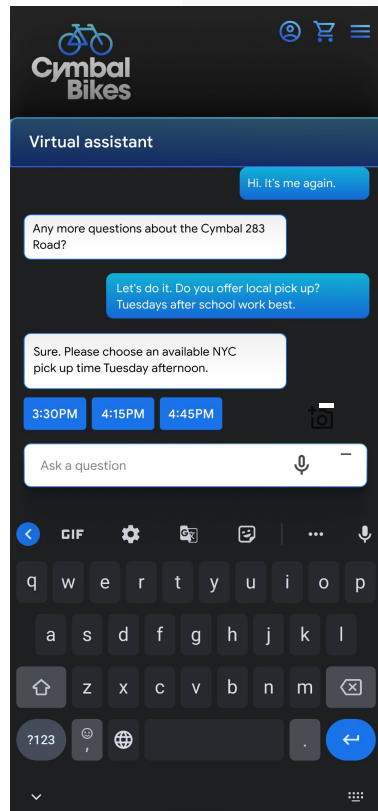 Cymbal
Bikes
Virtual assistant
Hi. It's me again.
Any more questions about the Cymbal 283
Road?
Let's do it. Do you offer local pick up?
Tuesdays after school work best.
Sure. Please choose an available NYC
pick up time Tuesday afternoon.
3:30PM 4:15PM 4:45PM
Ask a question
GIF
q w e r t y u i o p
a s d f g h j k l
z x c v b n m
?123 , .